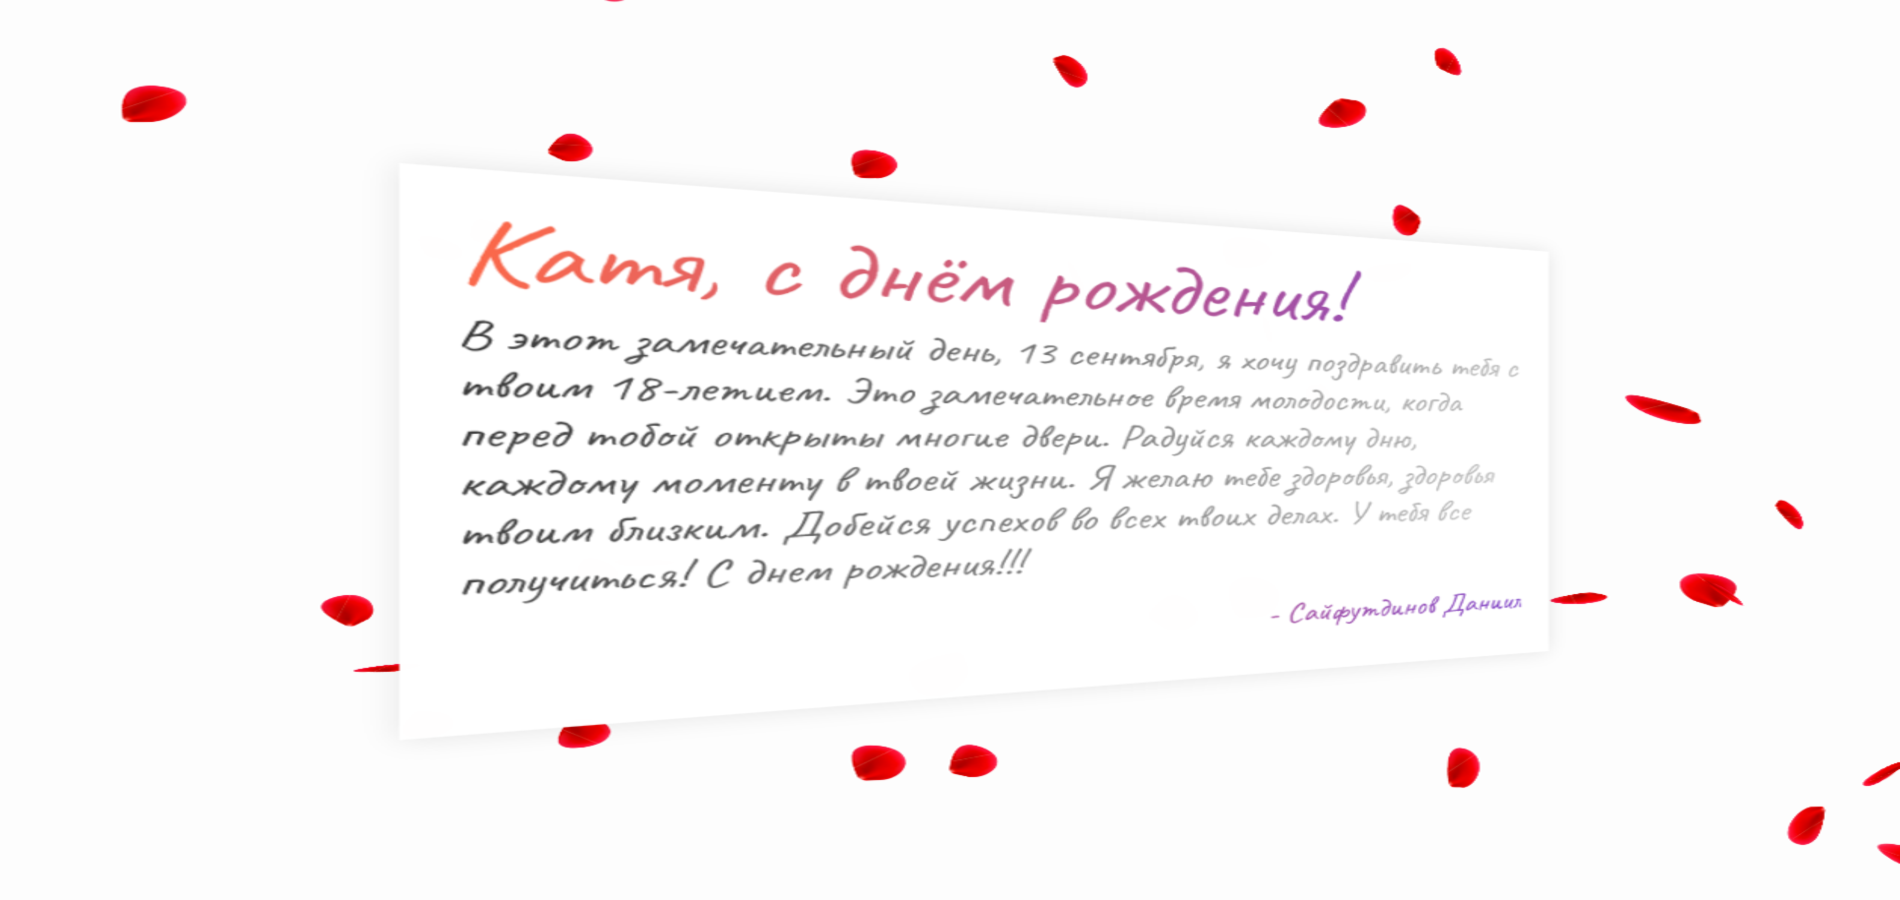 Катя, с днём рождения!
В этот замечательный день, 13 сентября, я хочу поздравить тебя с
твоим 18-летием. Это замечательное время молодости, когда
перед тобой открыты многие двери. Радуйся каждому дню,
каждому моменту в твоей жизни. Я желаю тебе здоровья, здоровья
твоим близким. Добейся успехов во всех твоих делах. У тебя все
получиться! С днем рождения!!!
- Сайфутдинов Даниил